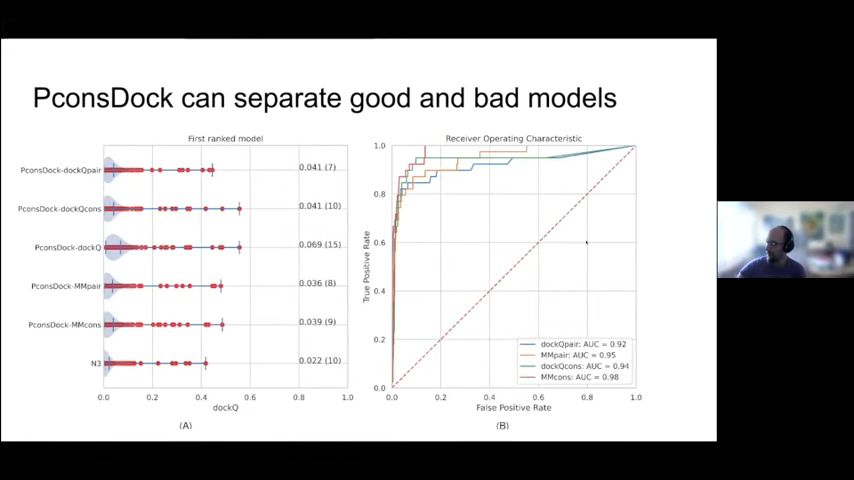 PconsDock can separate good and bad models
First ranked model
PconsDock-dockQpair
PconsDock-dockQcons
PconsDock-dockQ
PconsDock-MMpair
PconsDock-MMcons
N3
0.041 (7)
0.041 (10)
0.069 (15)
0.036 (8)
0.039 (9)
0.022 (10)
0.0 0.2 0.4 0.6 0.8 1.0
dockQ
(A)
Receiver Operating Characteristic
True Positive Rate
1.0
0.8
0.6
0.4
0.2
0.0
dockQpair: AUC = 0.92
MMpair: AUC = 0.95
dockQcons: AUC = 0.94
MMcons: AUC = 0.98
0.0 0.2 0.4 0.6 0.8 1.0
False Positive Rate
(B)